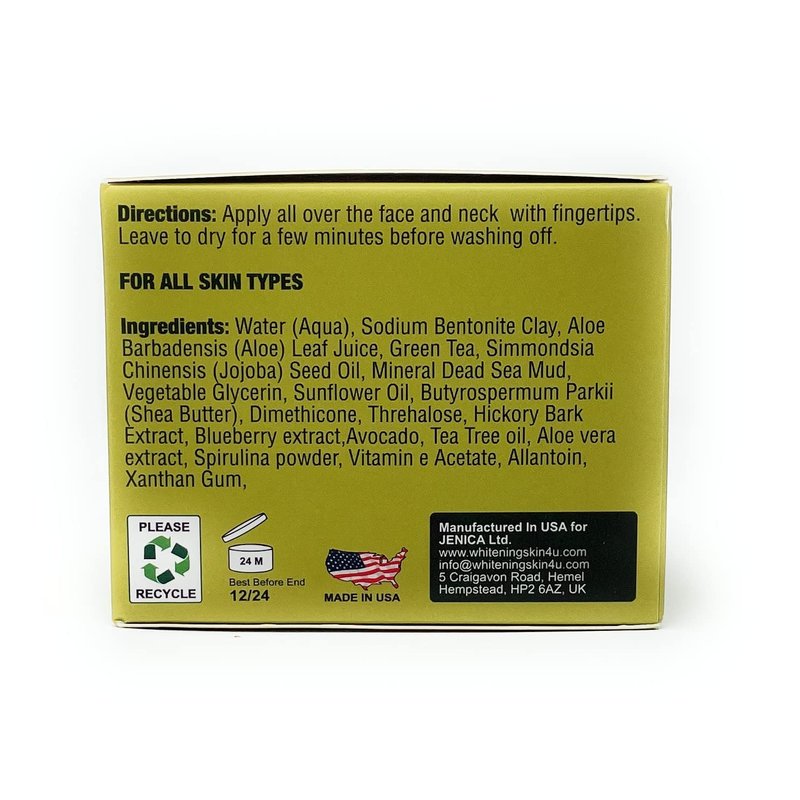 Directions: Apply all over the face and neck with fingertips.
Leave to dry for a few minutes before washing off.
FOR ALL SKIN TYPES
Ingredients: Water (Aqua), Sodium Bentonite Clay, Aloe
Barbadensis (Aloe) Leaf Juice, Green Tea, Simmondsia
Chinensis (Jojoba) Seed Oil, Mineral Dead Sea Mud,
Vegetable Glycerin, Sunflower Oil, Butyrospermum Parkii
(Shea Butter), Dimethicone, Threhalose, Hickory Bark
Extract, Blueberry extract,Avocado, Tea Tree oil, Aloe vera
extract, Spirulina powder, Vitamin e Acetate, Allantoin,
Xanthan Gum,
PLEASE
RECYCLE
24 M
Best Before End
12/24
MADE IN USA
Manufactured In USA for
JENICA Ltd.
www.whiteningskin4u.com
info@whiteningskin4u.com
5 Craigavon Road, Hemel
Hempstead, HP2 6AZ, UK